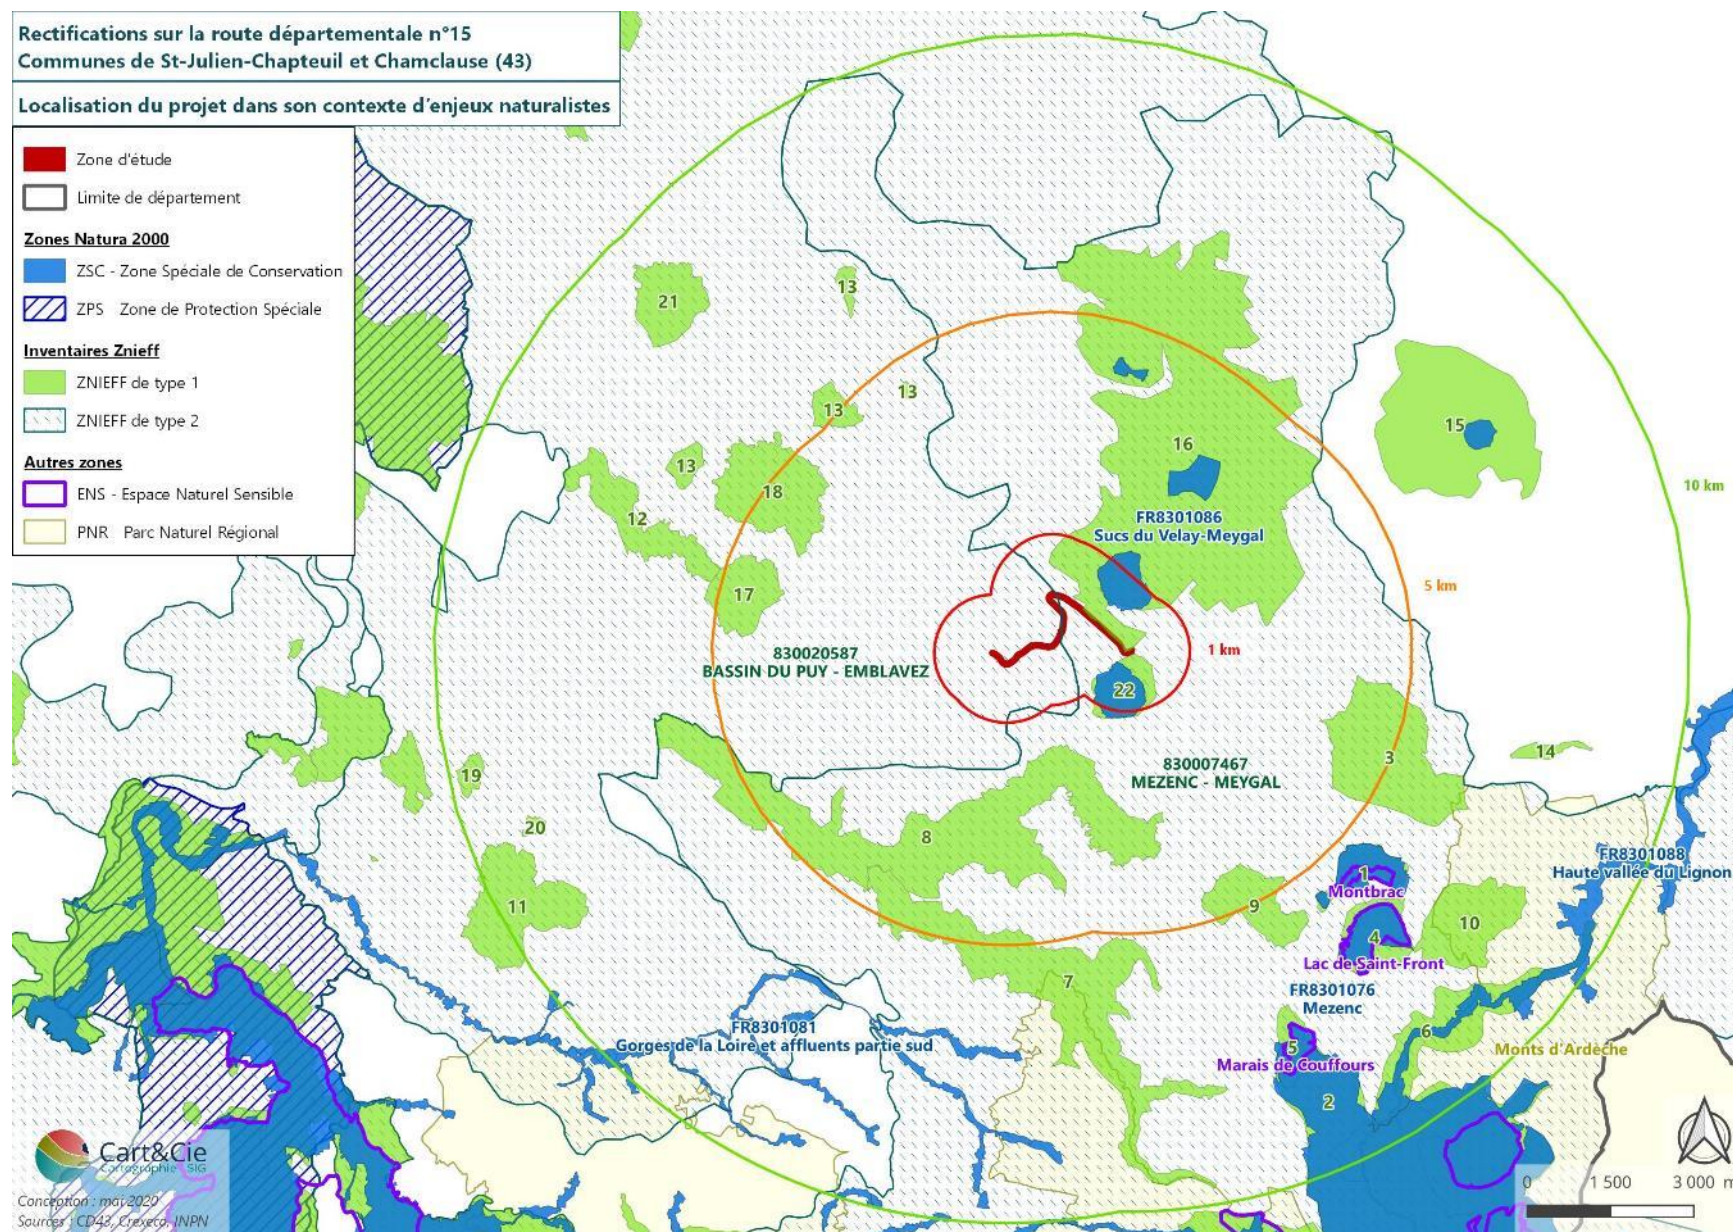 Rectifications sur la route départementale n°15
Communes de St-Julien-Chapteuil et Chamclause (43)
Localisation du projet dans son contexte d'enjeux naturalistes
Zone d'étude
Limite de département
Zones Natura 2000
ZSC - Zone Spéciale de Conservation
ZPS Zone de Protection Spéciale
Inventaires Znieff
ZNIEFF de type 1
ZNIEFF de type 2
Autres zones
ENS - Espace Naturel Sensible
PNR Parc Naturel Régional
21
13
13
13
13
18
12
17
16
15
10 km
FR8301086
Sucs du Velay-Meygal
5 km
1 km
830020587
BASSIN DU PUY - EMBLAVEZ
22
830007467
MEZENC - MEYGAL
3
14
19
20
8
11
9
1
Montbrac
FR8301088
Haute vallée du Lignon
10
4
Lac de Saint-Front
7
FR8301076
Mezenc
FR8301081
Gorges de la Loire et affluents partie sud
5
Marais de Couffours
6
Monts d'Ardèche
2
Cart&Cie
Cartographie SIG
Conception : mai 2020
Sources : CD43, Crexeco, INPN
0 1 500 3 000 m